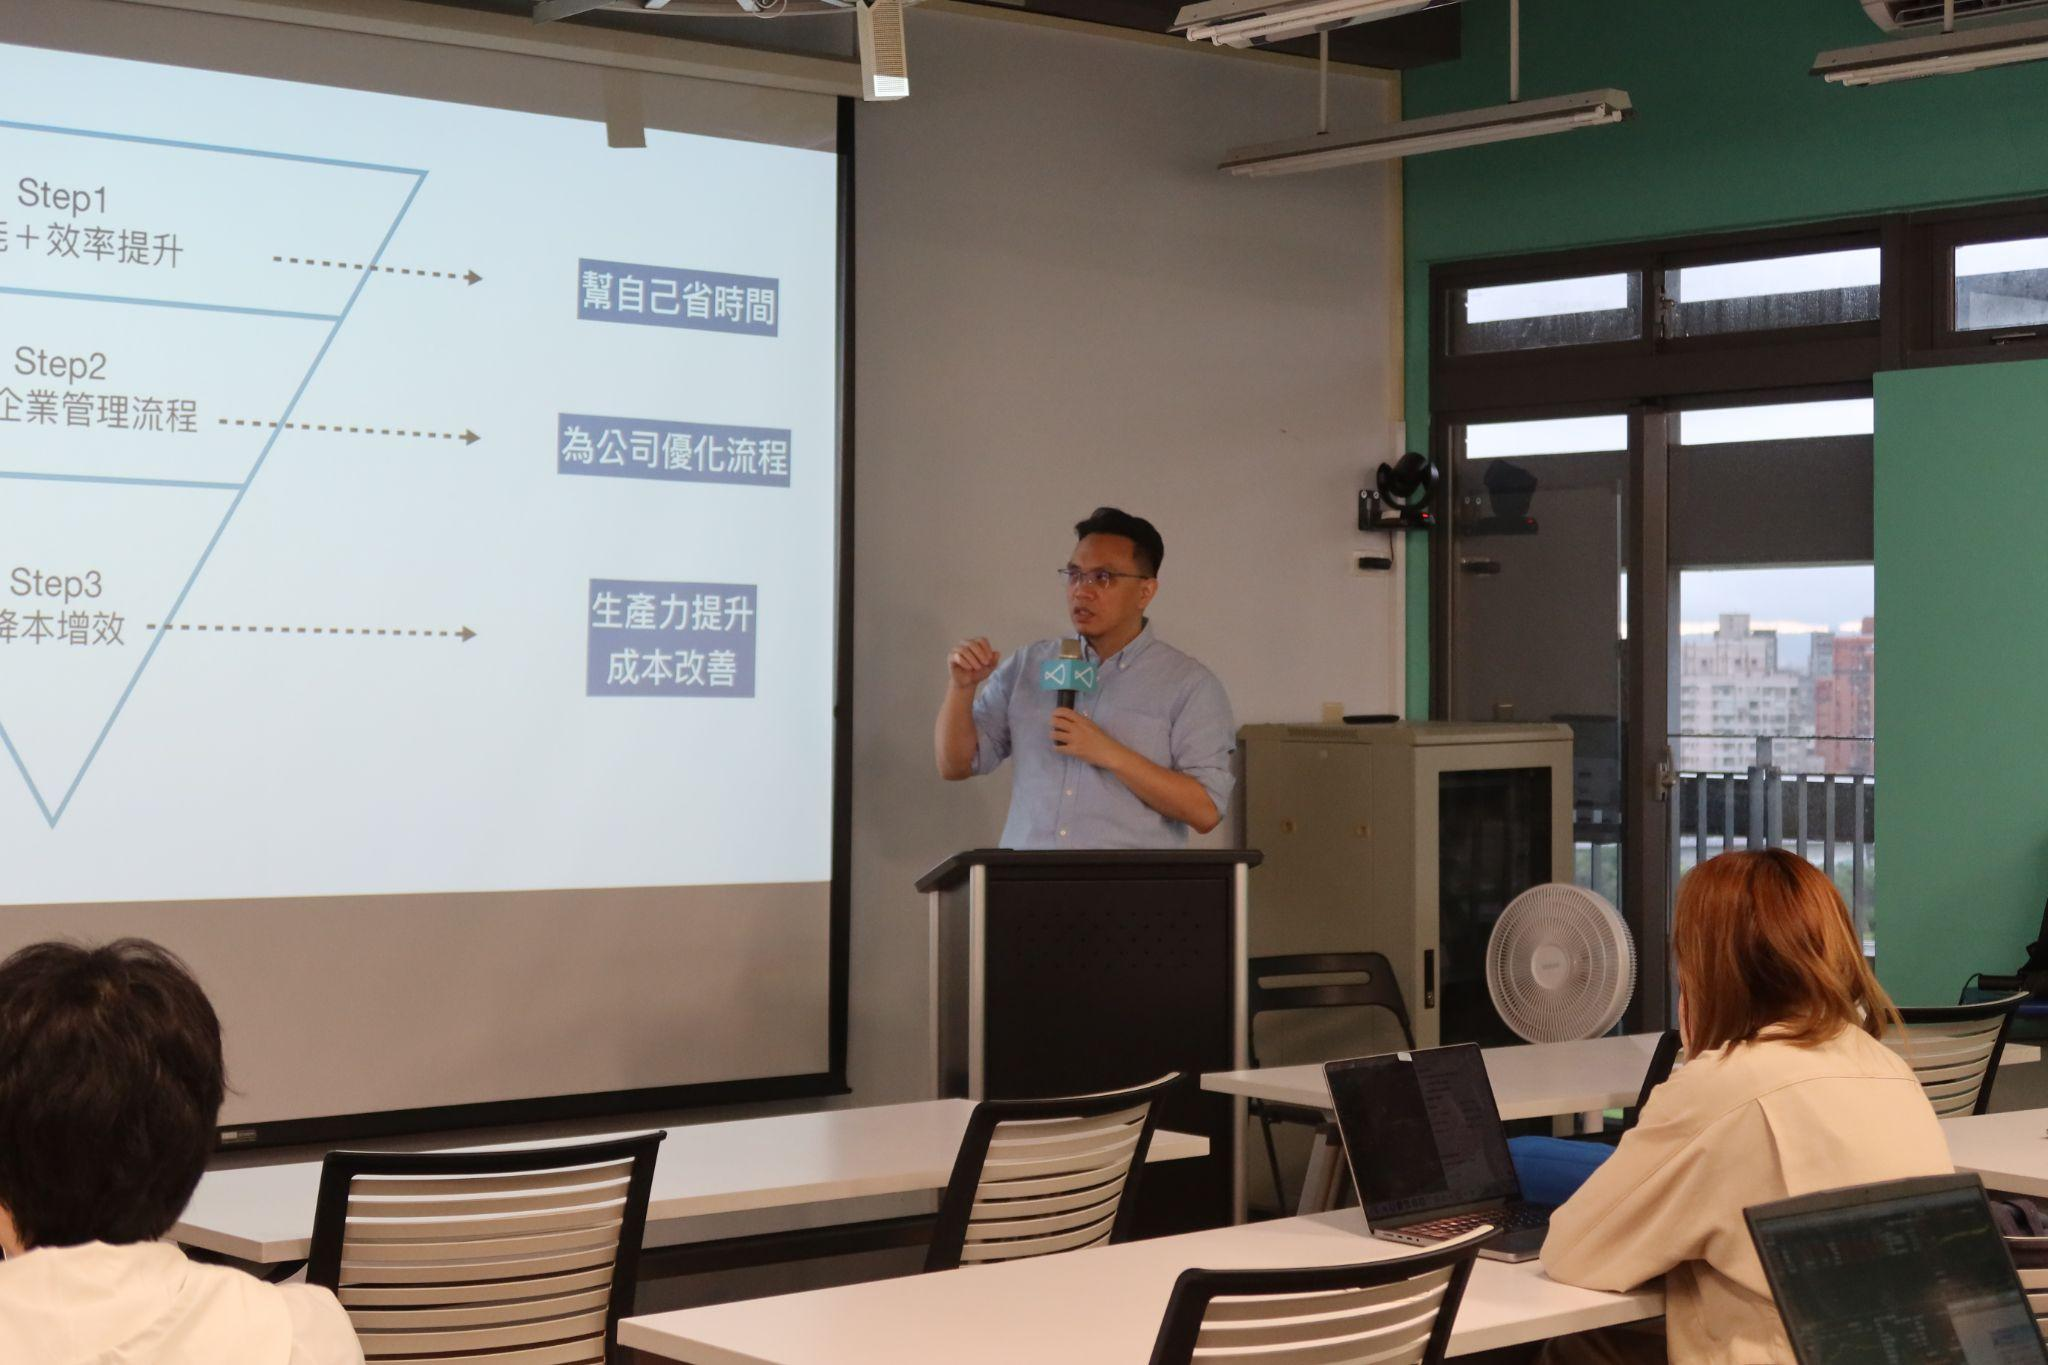 Step1
＋效率提升
幫自己省時間
Step2
企業管理流程
為公司優化流程
Step3
降本增效
生產力提升
成本改善